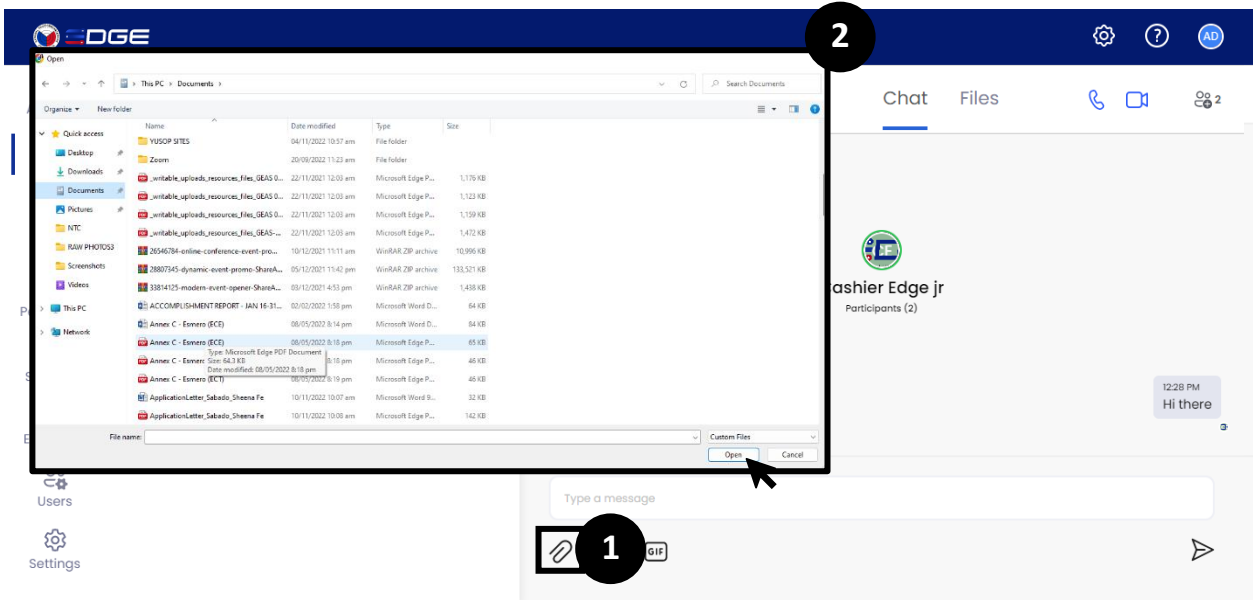 EDGE
2
AD
Open
This PC > Documents >
Search Documents
Organize
New folder
Chat
Files
2
Name Date modified Type Size
Quick access
Desktop
Downloads
Documents
Pictures
NTC
RAW PHOTOS3
Screenshots
Videos
This PC
Network
YUSOP SITES 04/11/2022 10:57 am File folder
Zoom 20/09/2022 11:23 am File folder
_writable_uploads_resources_files_GEAS 0... 22/11/2021 12:03 am Microsoft Edge P... 1,176 KB
_writable_uploads_resources_files_GEAS 0... 22/11/2021 12:03 am Microsoft Edge P... 1,123 KB
_writable_uploads_resources_files_GEAS 0... 22/11/2021 12:03 am Microsoft Edge P... 1,159 KB
_writable_uploads_resources_files_GEAS-... 22/11/2021 12:03 am Microsoft Edge P... 1,472 KB
26546784-online-conference-event-pro... 10/12/2021 11:11 am WinRAR ZIP archive 10,996 KB
28807345-dynamic-event-promo-ShareA... 05/12/2021 11:42 pm WinRAR ZIP archive 133,521 KB
33814125-modern-event-opener-ShareA... 03/12/2021 4:53 pm WinRAR ZIP archive 1,438 KB
ACCOMPLISHMENT REPORT - JAN 16-31... 02/02/2022 1:58 pm Microsoft Word D... 64 KB
Annex C - Esmero (ECE) 08/05/2022 8:14 pm Microsoft Word D... 84 KB
Annex C - Esmero (ECE) 08/05/2022 8:18 pm Microsoft Edge P... 65 KB
Annex C - Esmero 8:18 pm Microsoft Edge P... 46 KB
Type: Microsoft Edge PDF Document
Size: 64.3 KB
Date modified: 08/05/2022 8:18 pm
Annex C - Esmero (ECT) 08/05/2022 8:19 pm Microsoft Edge P... 46 KB
ApplicationLetter_Sabado_Sheena Fe 10/11/2022 10:07 am Microsoft Word 9... 32 KB
ApplicationLetter_Sabado_Sheena Fe 10/11/2022 10:08 am Microsoft Edge P... 142 KB
File name:
Custom Files
Open
Cancel
ashier Edge jr
Participants (2)
12:28 PM
Hi there
Users
Settings
Type a message
1
GIF